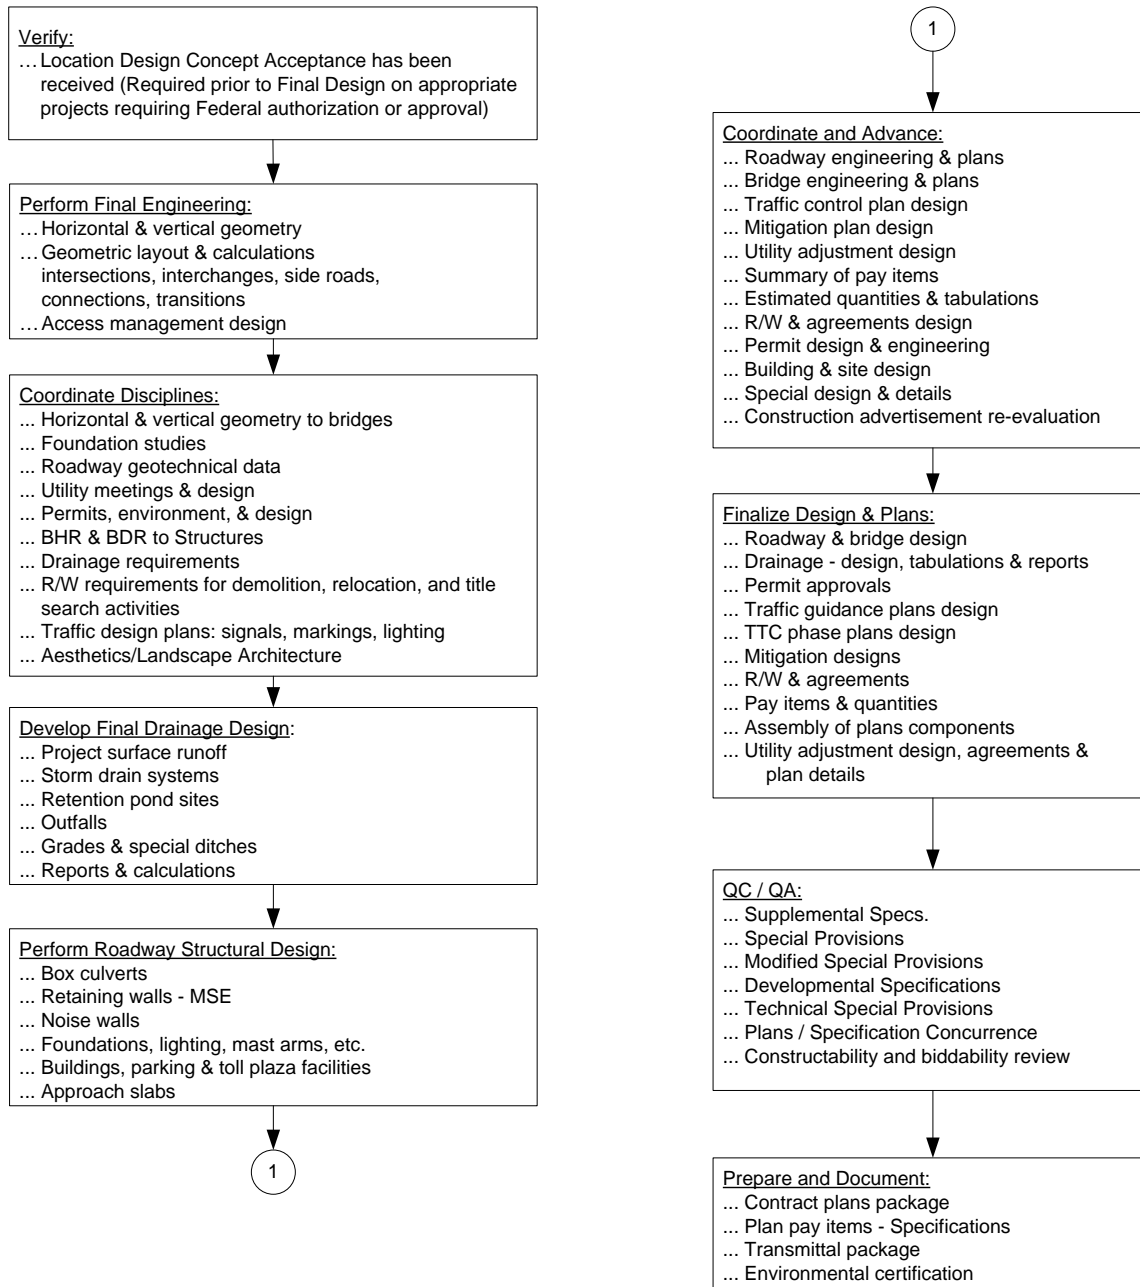 Verify:
…Location Design Concept Acceptance has been
received (Required prior to Final Design on appropriate
projects requiring Federal authorization or approval)
Perform Final Engineering:
…Horizontal & vertical geometry
…Geometric layout & calculations
intersections, interchanges, side roads,
connections, transitions
…Access management design
Coordinate Disciplines:
... Horizontal & vertical geometry to bridges
... Foundation studies
... Roadway geotechnical data
... Utility meetings & design
... Permits, environment, & design
... BHR & BDR to Structures
... Drainage requirements
... R/W requirements for demolition, relocation, and title
search activities
... Traffic design plans: signals, markings, lighting
... Aesthetics/Landscape Architecture
Develop Final Drainage Design:
... Project surface runoff
... Storm drain systems
... Retention pond sites
... Outfalls
... Grades & special ditches
... Reports & calculations
Perform Roadway Structural Design:
... Box culverts
... Retaining walls - MSE
... Noise walls
... Foundations, lighting, mast arms, etc.
... Buildings, parking & toll plaza facilities
... Approach slabs
1
1
Coordinate and Advance:
... Roadway engineering & plans
... Bridge engineering & plans
... Traffic control plan design
... Mitigation plan design
... Utility adjustment design
... Summary of pay items
... Estimated quantities & tabulations
... R/W & agreements design
... Permit design & engineering
... Building & site design
... Special design & details
... Construction advertisement re-evaluation
Finalize Design & Plans:
... Roadway & bridge design
... Drainage - design, tabulations & reports
... Permit approvals
... Traffic guidance plans design
... TTC phase plans design
... Mitigation designs
... R/W & agreements
... Pay items & quantities
... Assembly of plans components
... Utility adjustment design, agreements &
plan details
QC / QA:
... Supplemental Specs.
... Special Provisions
... Modified Special Provisions
... Developmental Specifications
... Technical Special Provisions
... Plans / Specification Concurrence
... Constructability and biddability review
Prepare and Document:
... Contract plans package
... Plan pay items - Specifications
... Transmittal package
... Environmental certification